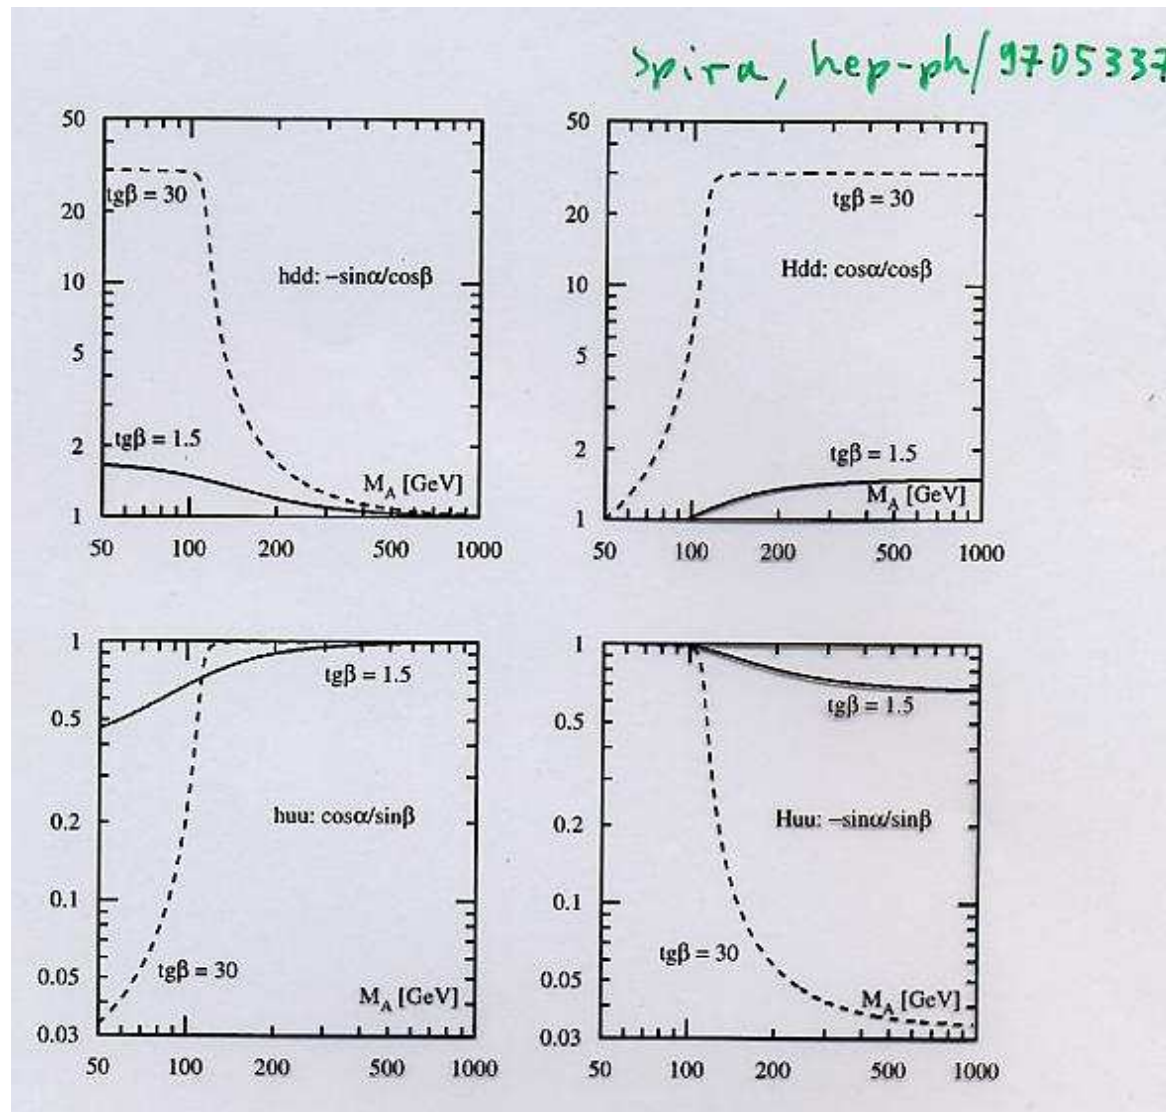 Spira, hep-ph/9705337
50
20
10
5
2
1
tgβ = 30
hdd: −sinα/cosβ
tgβ = 1.5
M_A [GeV]
50 100 200 500 1000
50
20
10
5
2
1
tgβ = 30
Hdd: cosα/cosβ
tgβ = 1.5
M_A [GeV]
50 100 200 500 1000
1
0.5
0.2
0.1
0.05
0.03
tgβ = 1.5
huu: cosα/sinβ
tgβ = 30
M_A [GeV]
50 100 200 500 1000
1
0.5
0.2
0.1
0.05
0.03
tgβ = 1.5
Huu: −sinα/sinβ
tgβ = 30
M_A [GeV]
50 100 200 500 1000